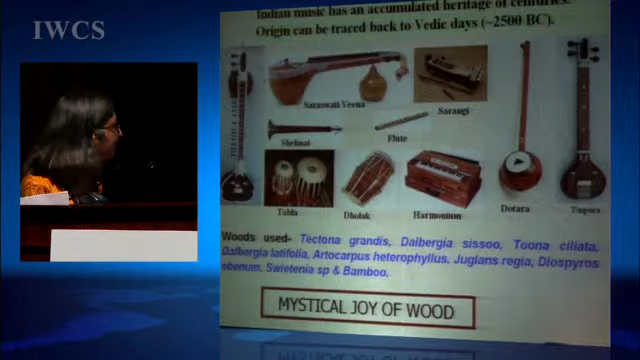 IWCS
Indian music has an accumulated heritage of centuries.
Origin can be traced back to Vedic days (~2500 BC).
Saraswati Veena
Sarangi
Shehnai
Flute
Tabla
Dholak
Harmonium
Dotara
Tanpura
Woods used- Tectona grandis, Dalbergia sissoo, Toona ciliata,
Dalbergia latifolia, Artocarpus heterophyllus, Juglans regia, Diospyros
ebenum, Swietenia sp & Bamboo.
MYSTICAL JOY OF WOOD